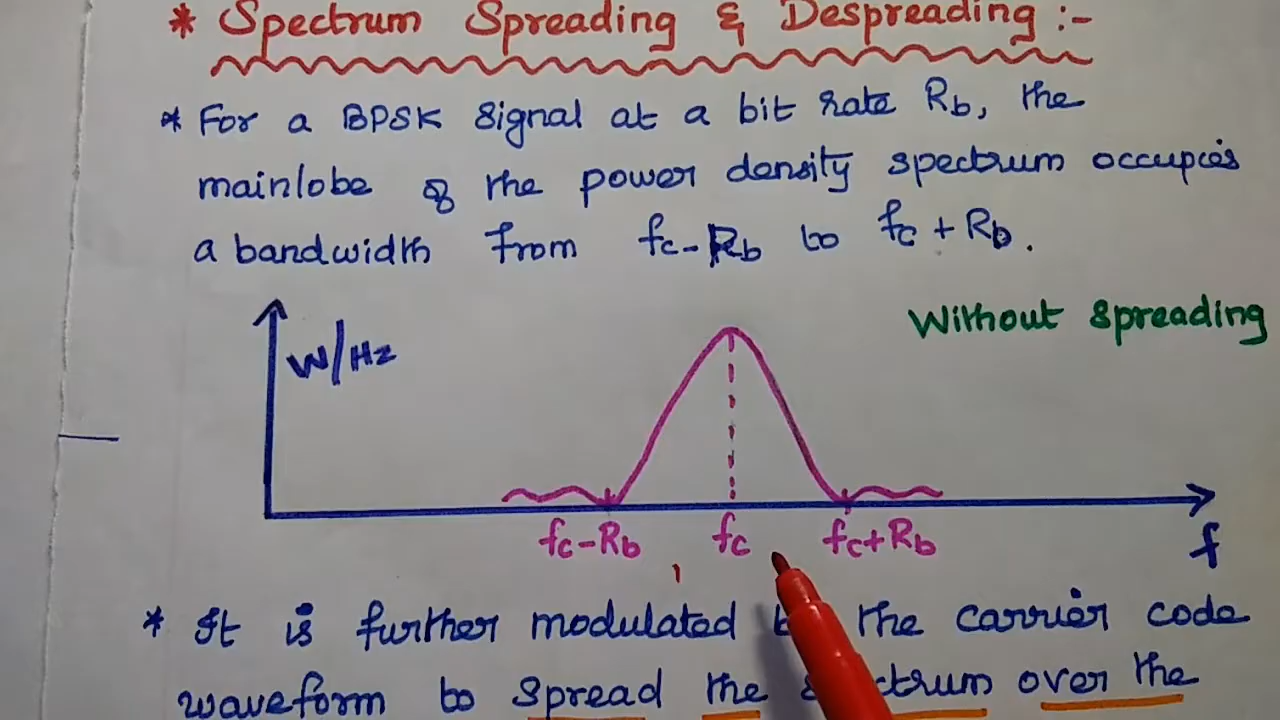 * Spectrum Spreading & Despreading :-
* For a BPSK signal at a bit rate Rb, the
mainlobe of the power density spectrum occupies
a bandwidth from fc-Rb to fc+Rb.
Without spreading
W/Hz
fc-Rb fc fc+Rb
f
* It is further modulated the carrier code
waveform to spread the spectrum over the